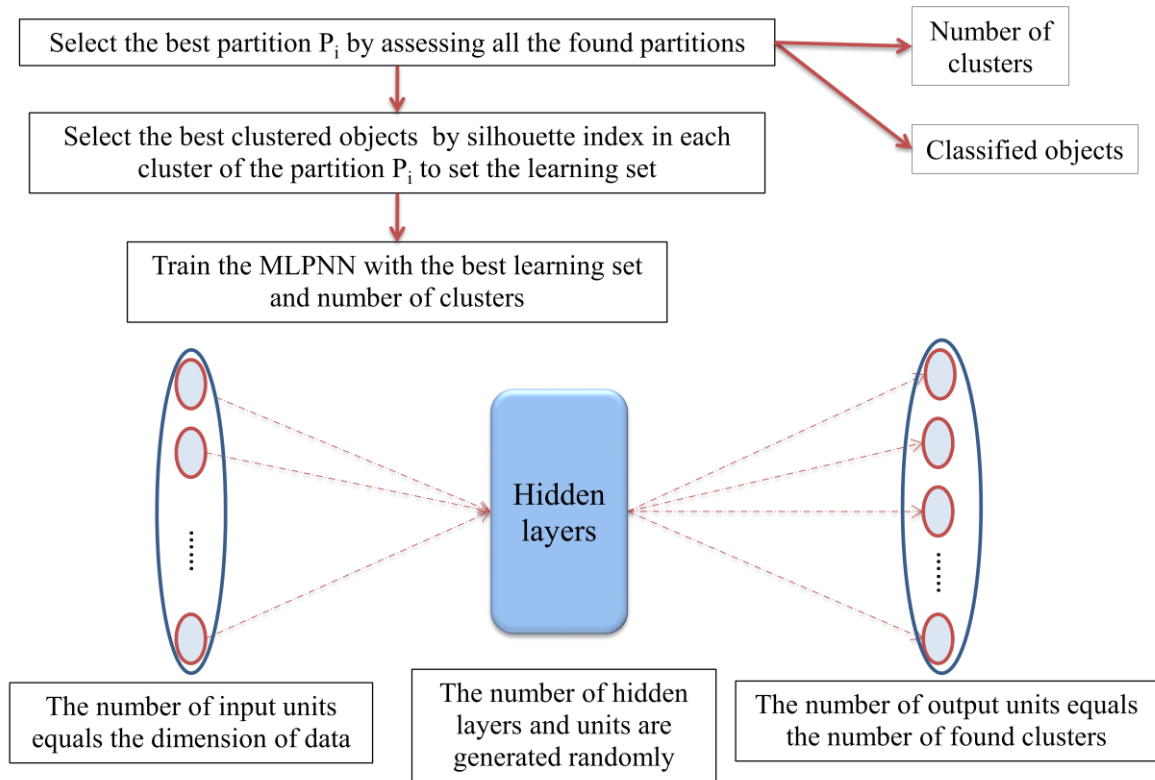 Select the best partition Pi by assessing all the found partitions
Number of
clusters
Select the best clustered objects by silhouette index in each
cluster of the partition Pi to set the learning set
Classified objects
Train the MLPNN with the best learning set
and number of clusters
Hidden
layers
......
......
The number of input units
equals the dimension of data
The number of hidden
layers and units are
generated randomly
The number of output units equals
the number of found clusters